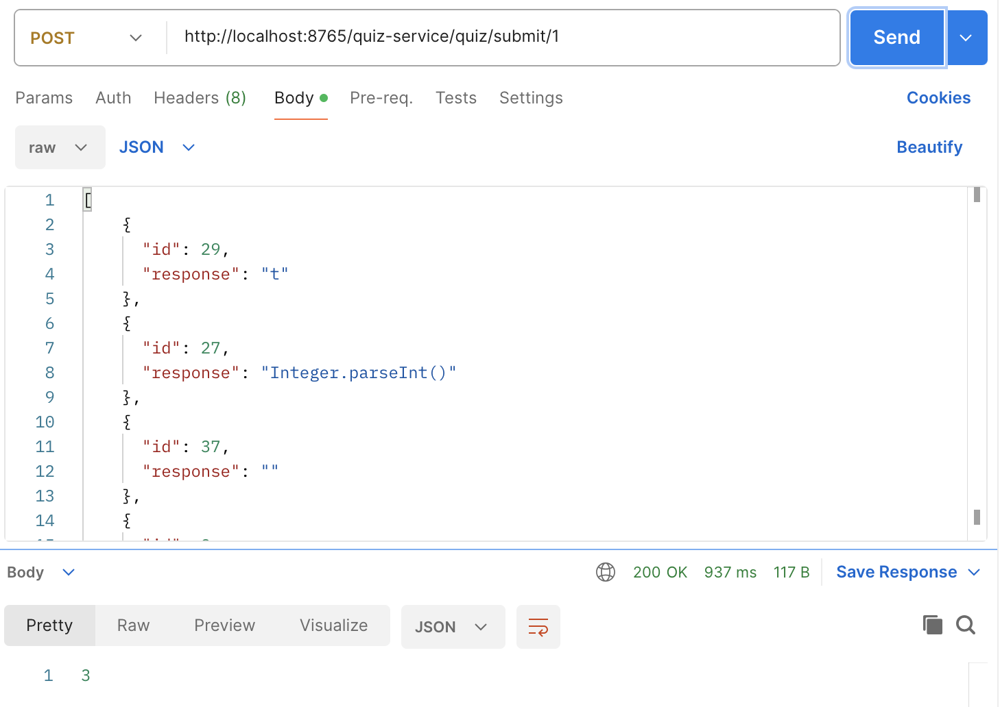 POST http://localhost:8765/quiz-service/quiz/submit/1 Send
Params Auth Headers (8) Body Pre-req. Tests Settings Cookies
raw JSON Beautify
1 [
2 {
3 "id": 29,
4 "response": "t"
5 },
6 {
7 "id": 27,
8 "response": "Integer.parseInt()"
9 },
10 {
11 "id": 37,
12 "response": ""
13 },
14 {
Body 200 OK 937 ms 117 B Save Response
Pretty Raw Preview Visualize JSON
1 3